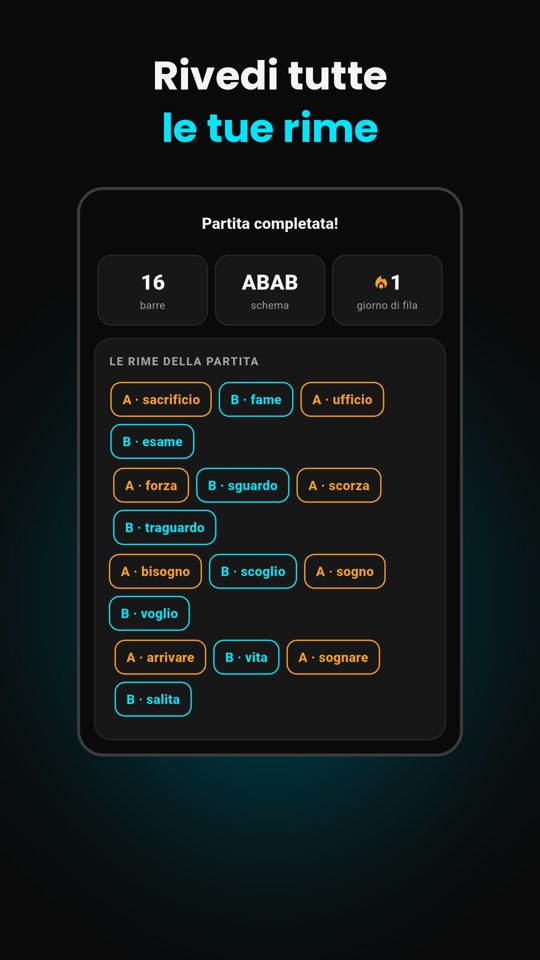 Rivedi tutte
le tue rime
Partita completata!
16
barre
ABAB
schema
1
giorno di fila
LE RIME DELLA PARTITA
A · sacrificio B · fame A · ufficio
B · esame
A · forza B · sguardo A · scorza
B · traguardo
A · bisogno B · scoglio A · sogno
B · voglio
A · arrivare B · vita A · sognare
B · salita